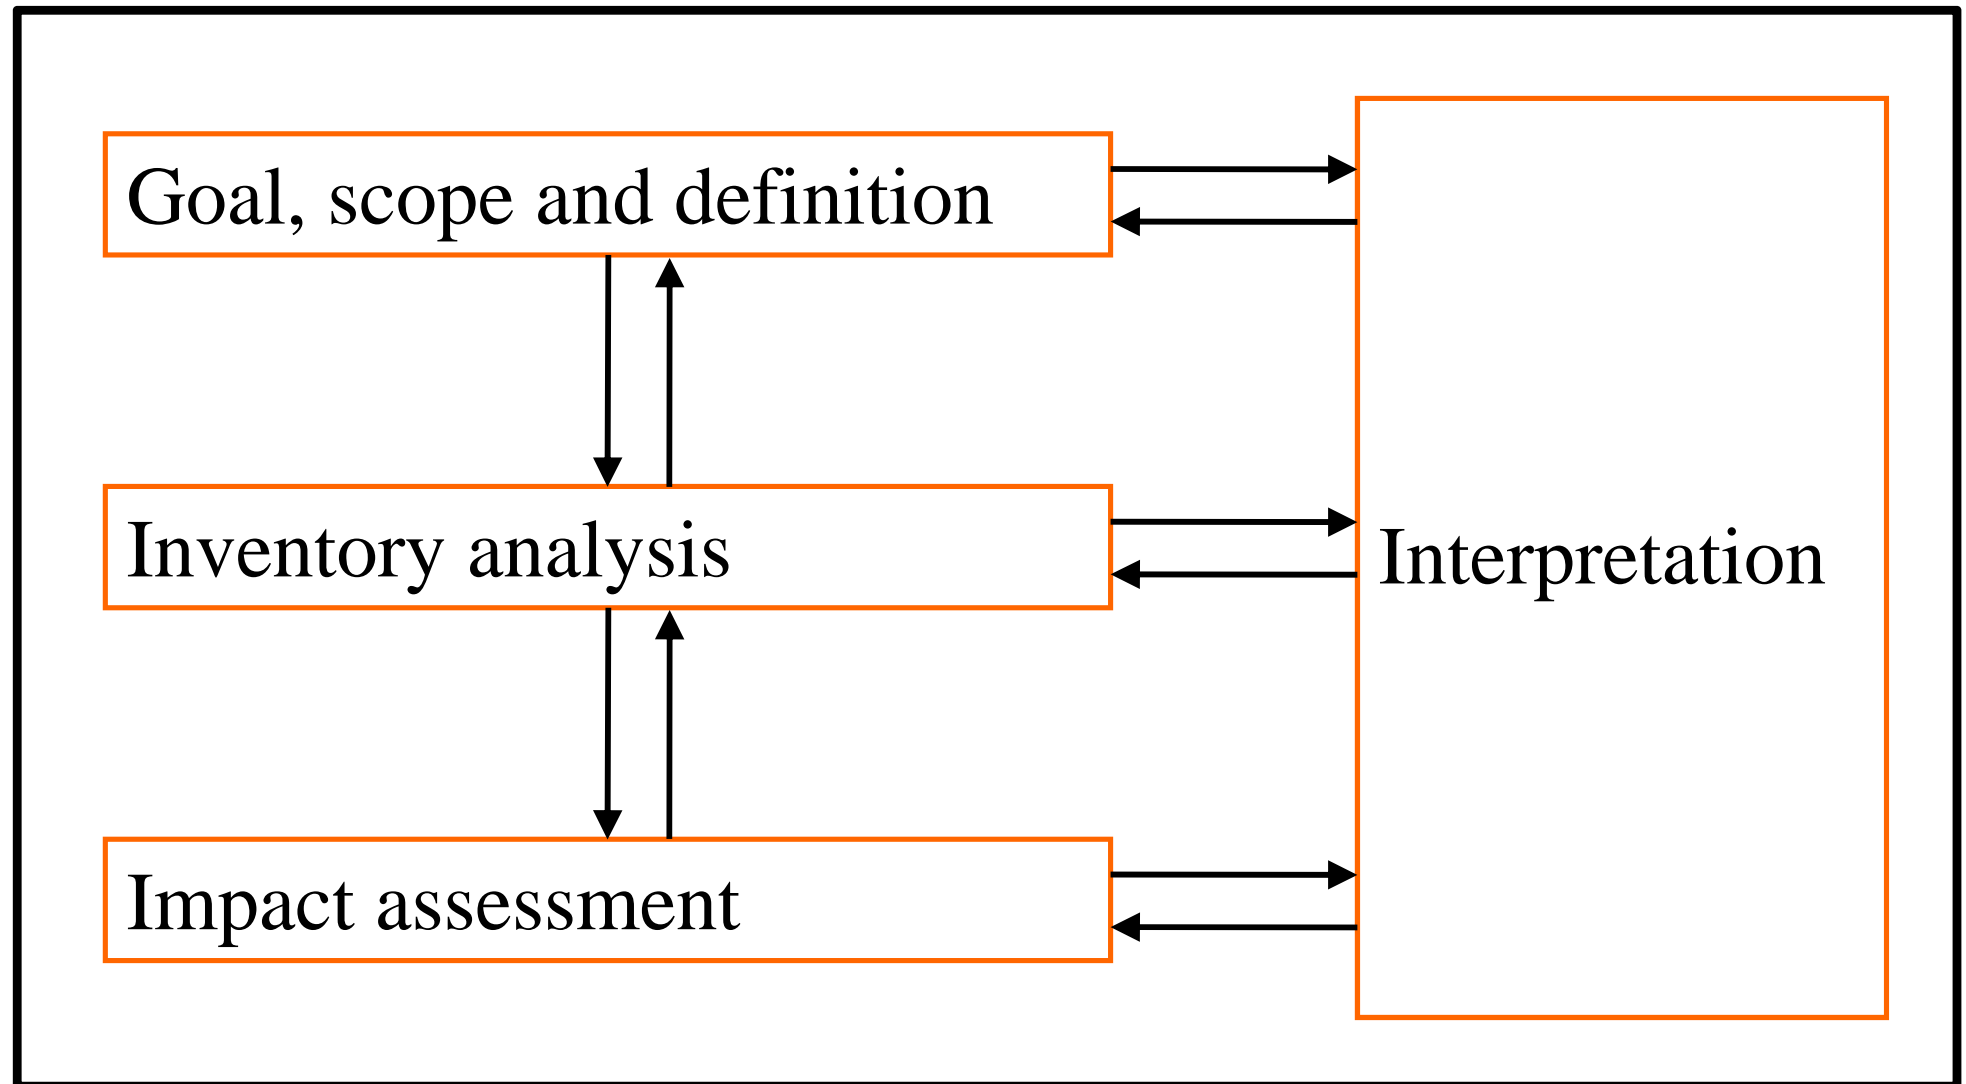 Goal, scope and definition
Inventory analysis
Interpretation
Impact assessment